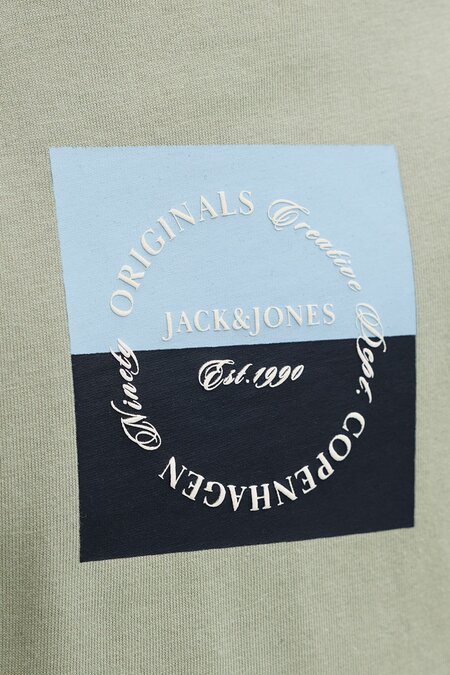 ORIGINALS Creative Dept. COPENHAGEN Ninety
JACK&JONES
Est.1990